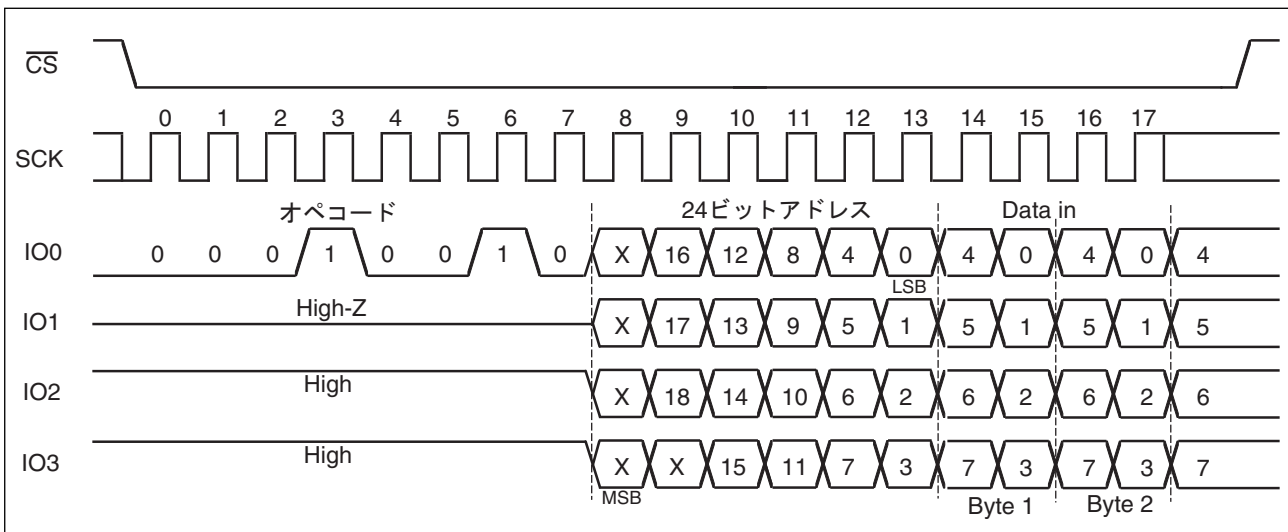 CS
0 1 2 3 4 5 6 7 8 9 10 11 12 13 14 15 16 17
SCK
オペコード 24ビットアドレス Data in
IO0 0 0 0 1 0 0 1 0 X 16 12 8 4 0 4 0 4 0 4
LSB
IO1 High-Z X 17 13 9 5 1 5 1 5 1 5
IO2 High X 18 14 10 6 2 6 2 6 2 6
IO3 High X X 15 11 7 3 7 3 7 3 7
MSB Byte 1 Byte 2